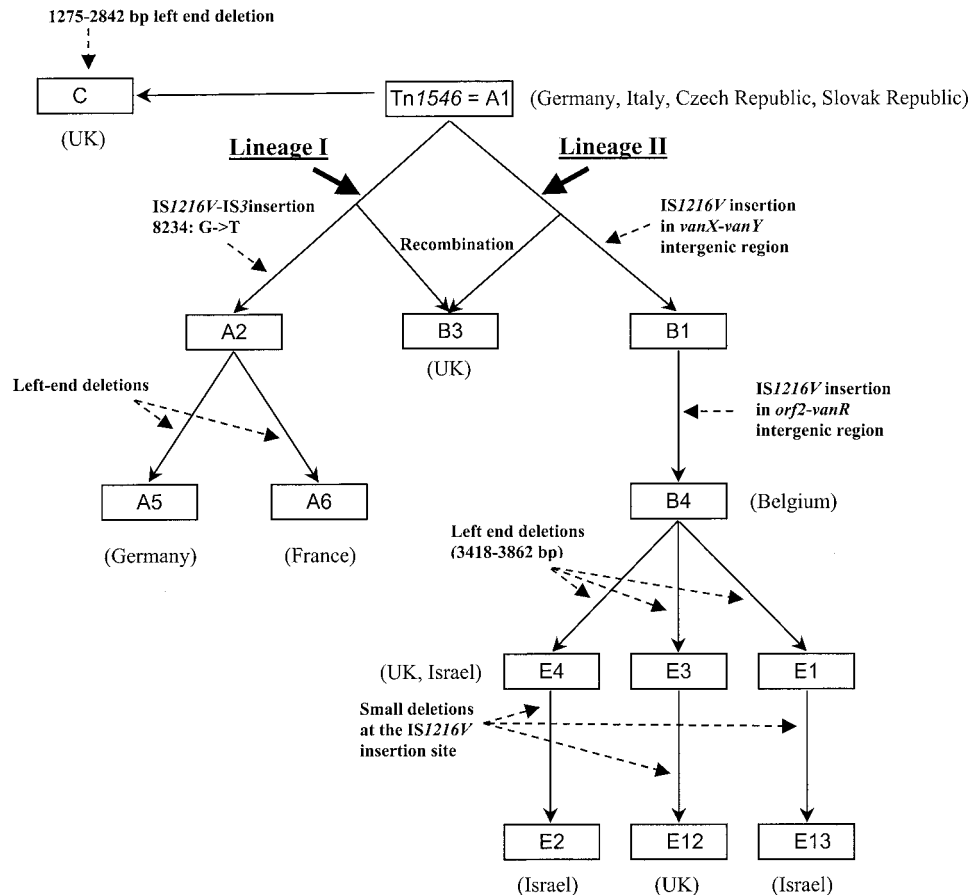 1275-2842 bp left end deletion
C
(UK)
Tn1546 = A1
(Germany, Italy, Czech Republic, Slovak Republic)
Lineage I
Lineage II
IS1216V-IS3insertion
8234: G->T
Recombination
IS1216V insertion
in vanX-vanY
intergenic region
A2
B3
(UK)
B1
Left-end deletions
IS1216V insertion
in orf2-vanR
intergenic region
A5
(Germany)
A6
(France)
B4
(Belgium)
Left end deletions
(3418-3862 bp)
(UK, Israel)
E4
E3
E1
Small deletions
at the IS1216V
insertion site
E2
(Israel)
E12
(UK)
E13
(Israel)